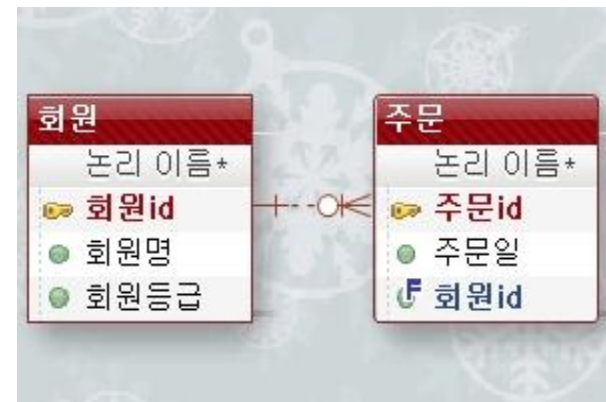 회원
논리 이름*
회원id
회원명
회원등급
주문
논리 이름*
주문id
주문일
회원id